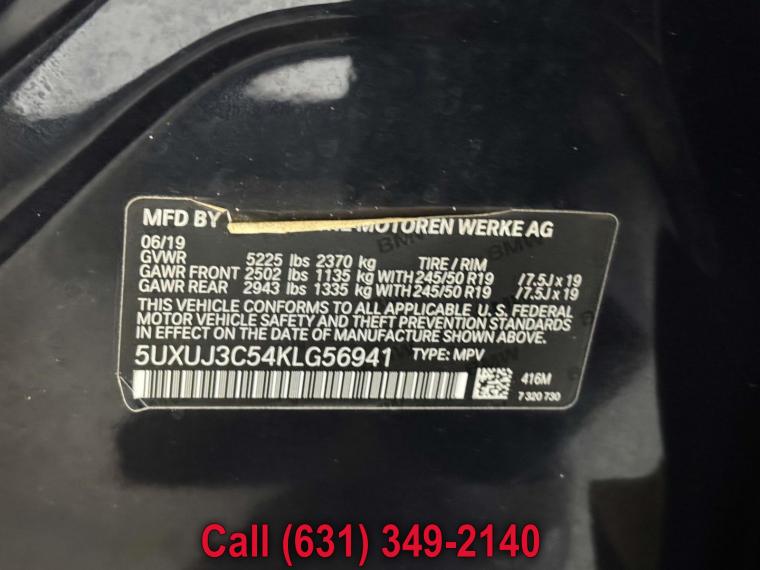 MFD BY MOTOREN WERKE AG
06/19
GVWR 5225 lbs 2370 kg TIRE / RIM
GAWR FRONT 2502 lbs 1135 kg WITH 245/50 R19 /7.5J x 19
GAWR REAR 2943 lbs 1335 kg WITH 245/50 R19 /7.5J x 19
THIS VEHICLE CONFORMS TO ALL APPLICABLE U. S. FEDERAL
MOTOR VEHICLE SAFETY AND THEFT PREVENTION STANDARDS
IN EFFECT ON THE DATE OF MANUFACTURE SHOWN ABOVE.
5UXUJ3C54KLG56941 TYPE: MPV
416M
7 320 730
Call (631) 349-2140